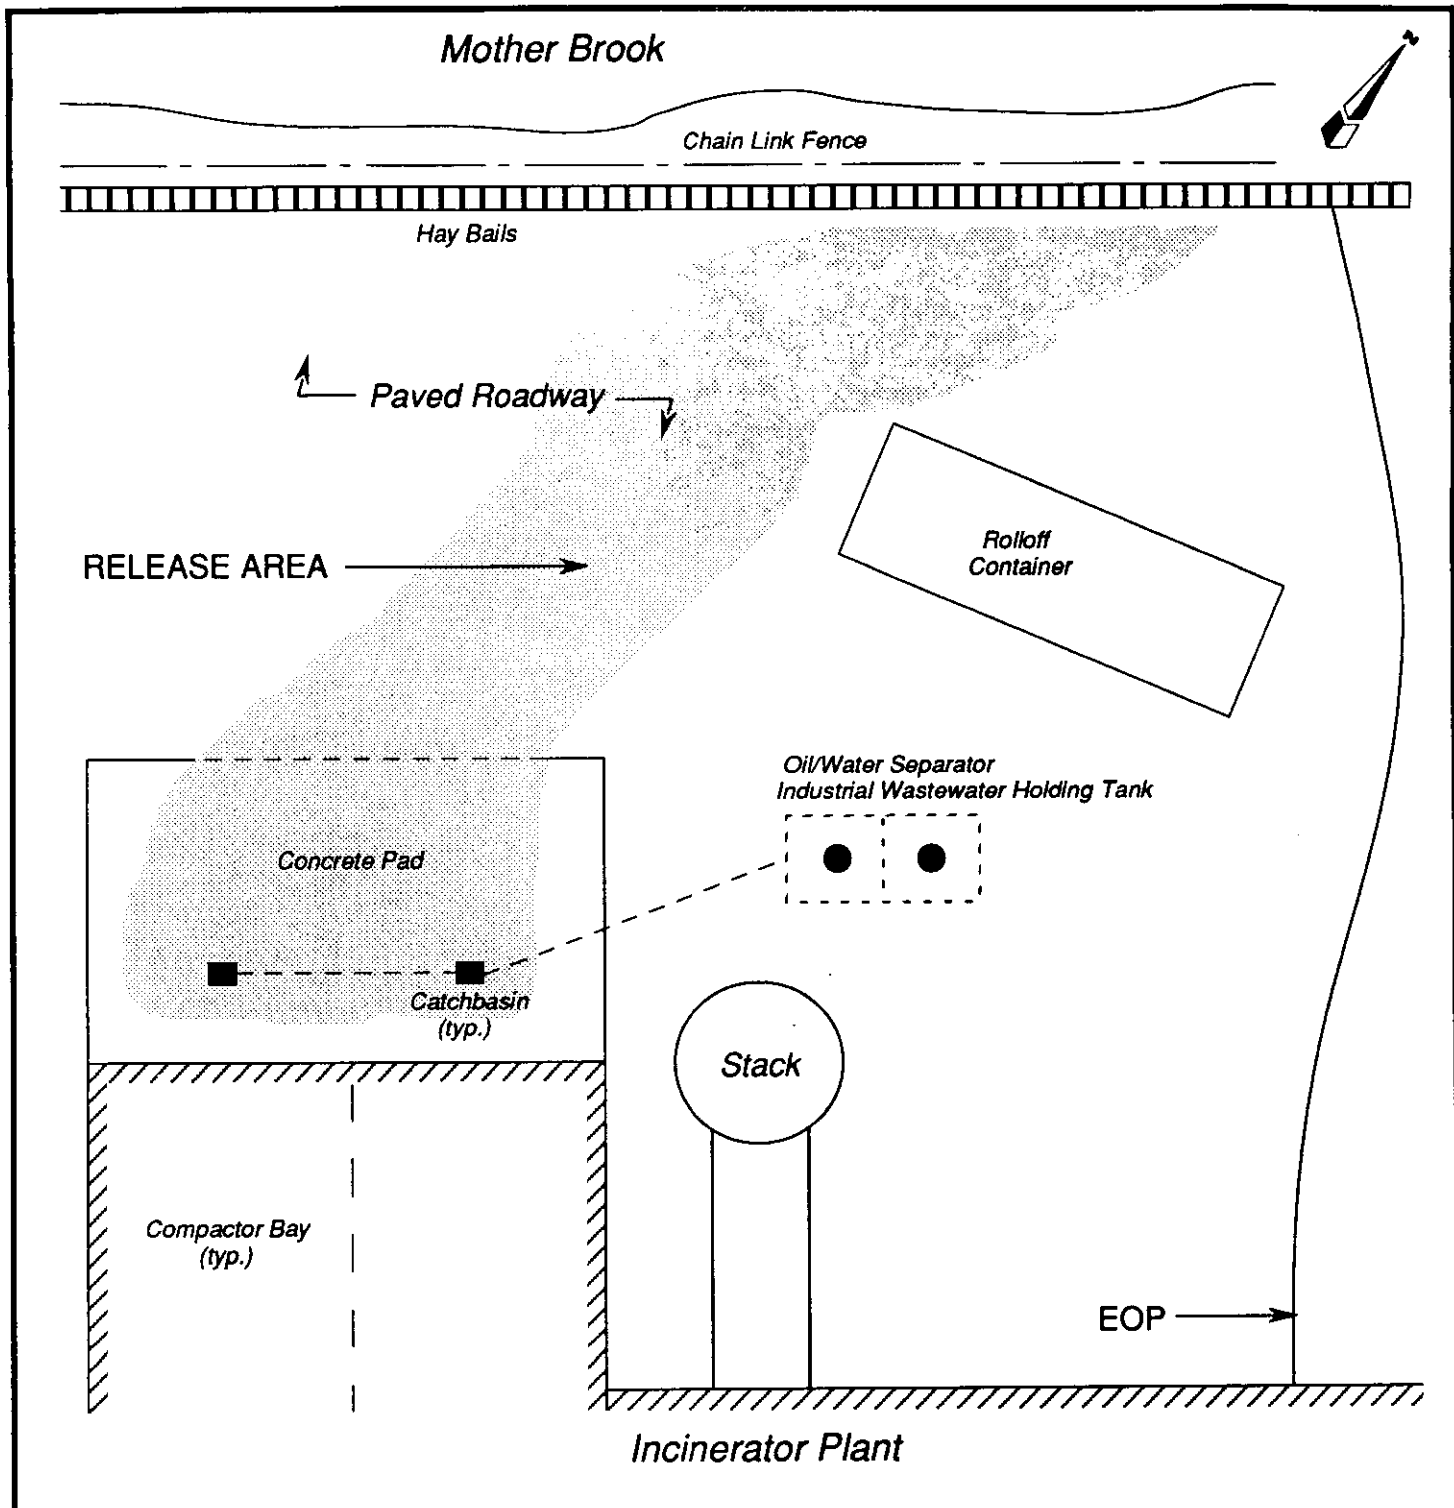 Mother Brook
N
Chain Link Fence
Hay Bails
Paved Roadway
RELEASE AREA
Rolloff
Container
Oil/Water Separator
Industrial Wastewater Holding Tank
Concrete Pad
Catchbasin
(typ.)
Stack
Compactor Bay
(typ.)
EOP
Incinerator Plant